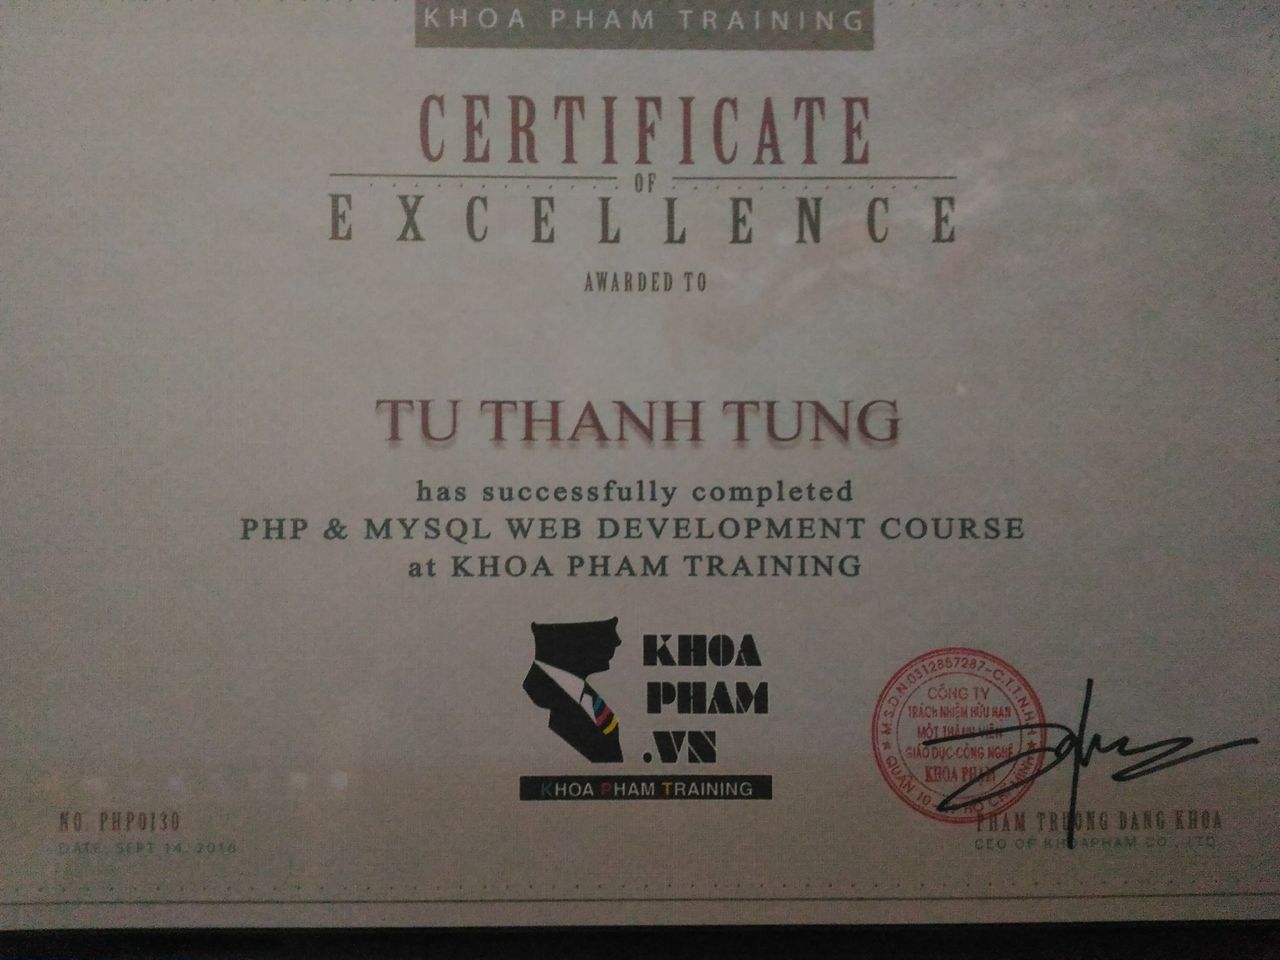 KHOA PHAM TRAINING
CERTIFICATE
OF
EXCELLENCE
AWARDED TO
TU THANH TUNG
has successfully completed
PHP & MYSQL WEB DEVELOPMENT COURSE
at KHOA PHAM TRAINING
KHOA
PHAM
.VN
KHOA PHAM TRAINING
M.S.D.N:0312857287-C.T.T.N.H.H
CÔNG TY
TRÁCH NHIỆM HỮU HẠN
MỘT THÀNH VIÊN
GIÁO DỤC-CÔNG NGHỆ
KHOA PHẠM
QUẬN 10 - TP HỒ CHÍ MINH
NO. PHP0130
DATE: SEPT 14, 2016
PHAM TRUONG DANG KHOA
CEO OF KHOAPHAM CO., LTD